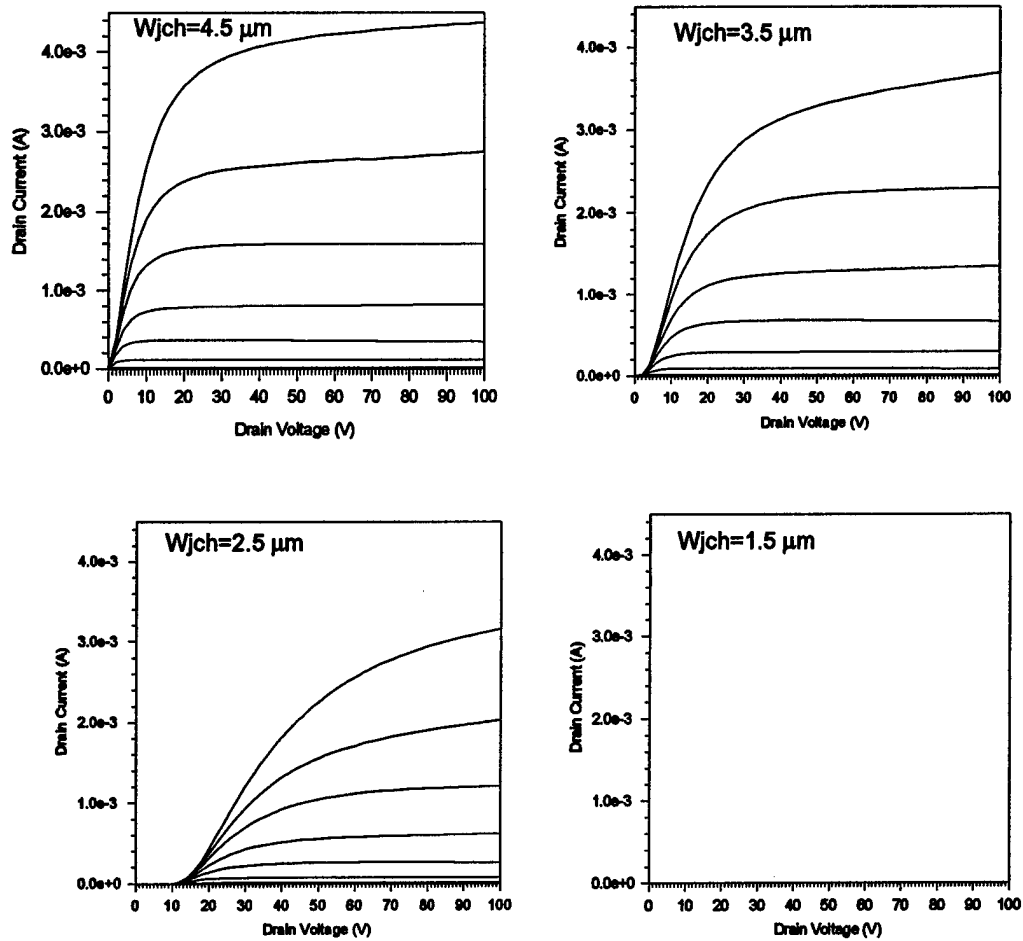 Wjch=4.5 μm
Drain Current (A)
4.0e-3
3.0e-3
2.0e-3
1.0e-3
0.0e+0
0 10 20 30 40 50 60 70 80 90 100
Drain Voltage (V)
Wjch=3.5 μm
Drain Current (A)
4.0e-3
3.0e-3
2.0e-3
1.0e-3
0.0e+0
0 10 20 30 40 50 60 70 80 90 100
Drain Voltage (V)
Wjch=2.5 μm
Drain Current (A)
4.0e-3
3.0e-3
2.0e-3
1.0e-3
0.0e+0
0 10 20 30 40 50 60 70 80 90 100
Drain Voltage (V)
Wjch=1.5 μm
Drain Current (A)
4.0e-3
3.0e-3
2.0e-3
1.0e-3
0.0e+0
0 10 20 30 40 50 60 70 80 90 100
Drain Voltage (V)